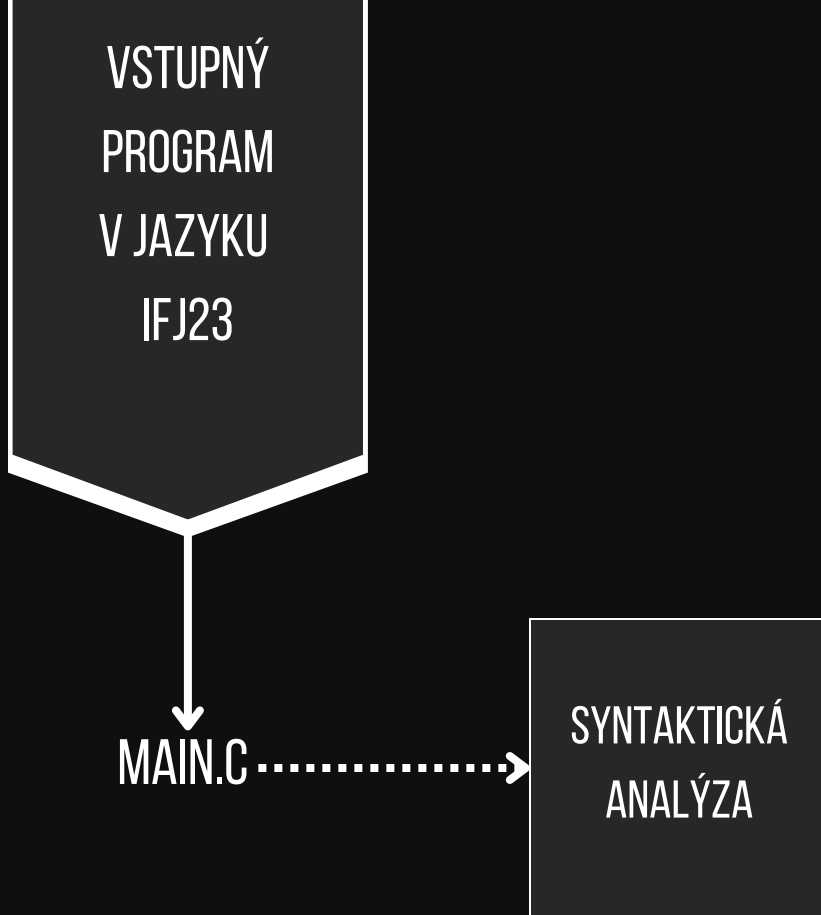 VSTUPNÝ
PROGRAM
V JAZYKU
IFJ23
MAIN.C
SYNTAKTICKÁ
ANALÝZA